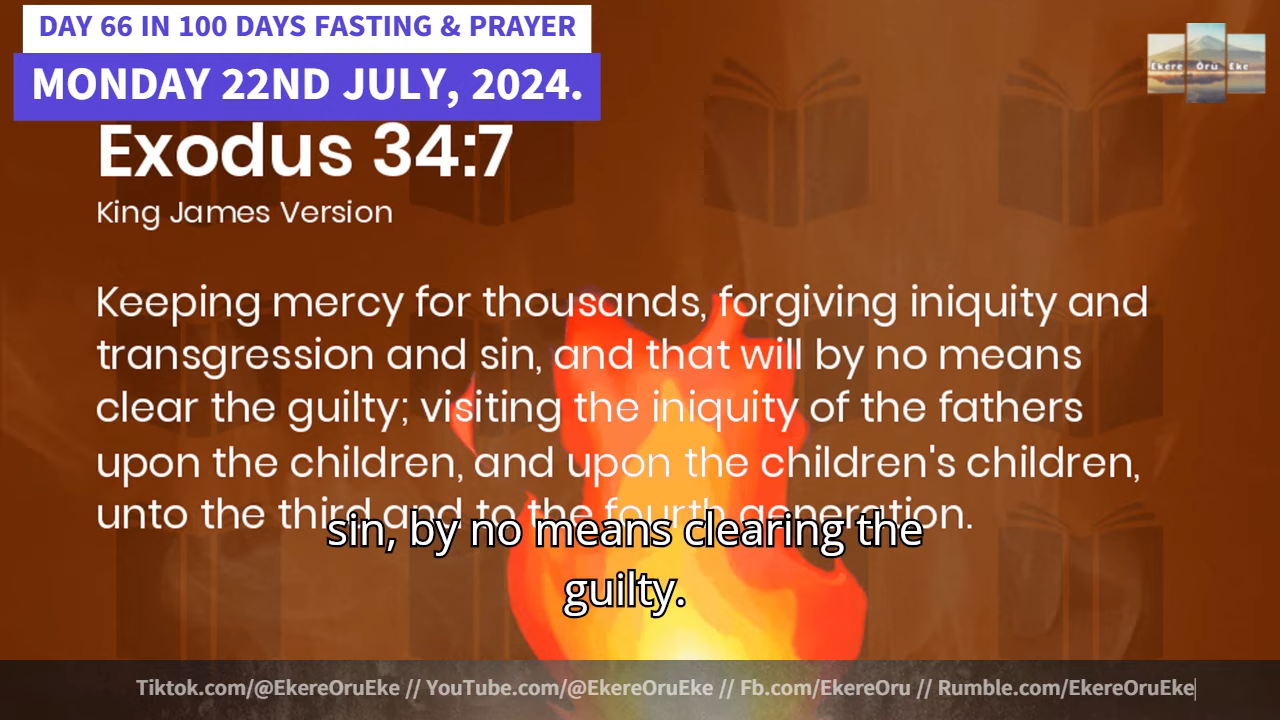 DAY 66 IN 100 DAYS FASTING & PRAYER
MONDAY 22ND JULY, 2024.
Ekere Oru Eke
Exodus 34:7
King James Version
Keeping mercy for thousands, forgiving iniquity and
transgression and sin, and that will by no means
clear the guilty; visiting the iniquity of the fathers
upon the children, and upon the children's children,
unto the third and to the fourth generation.
sin, by no means clearing the
guilty.
Tiktok.com/@EkereOruEke // YouTube.com/@EkereOruEke // Fb.com/EkereOru // Rumble.com/EkereOruEke